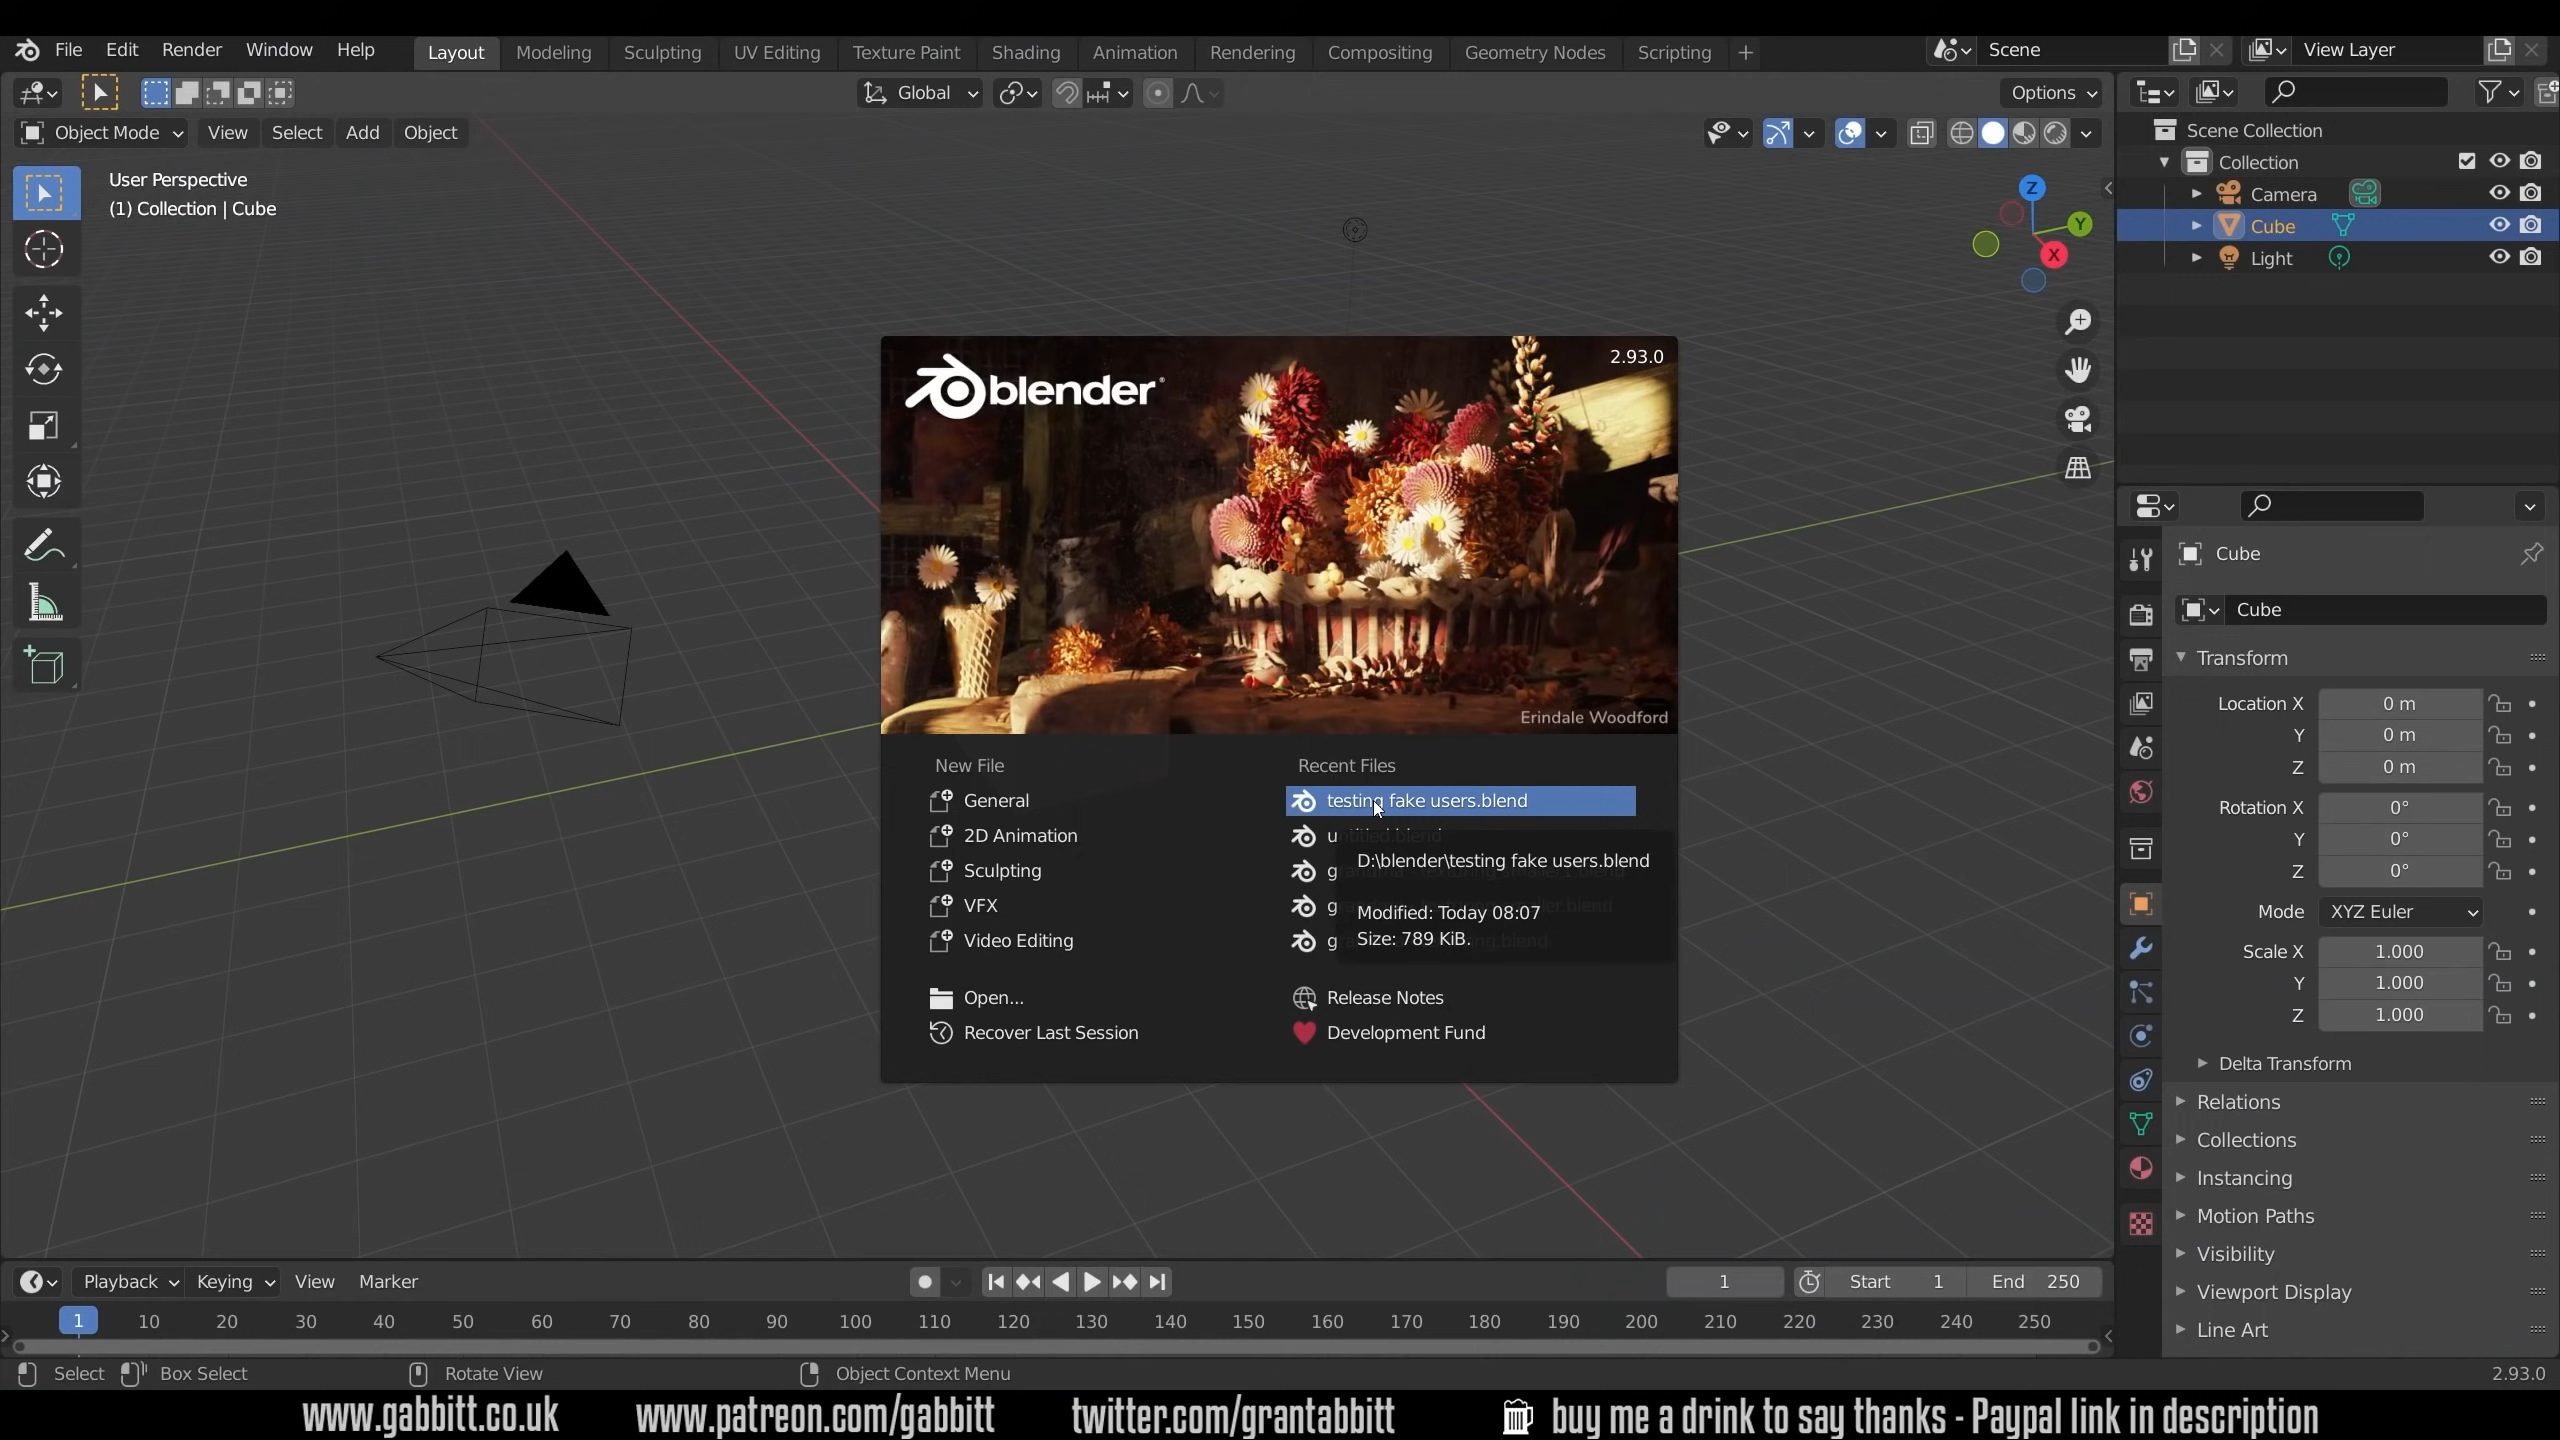 File Edit Render Window Help Layout Modeling Sculpting UV Editing Texture Paint Shading Animation Rendering Compositing Geometry Nodes Scripting + Scene View Layer
Global Options
Object Mode View Select Add Object
User Perspective
(1) Collection | Cube
Z
Y
X
Scene Collection
Collection
Camera
Cube
Light
blender
2.93.0
Erindale Woodford
New File
General
2D Animation
Sculpting
VFX
Video Editing
Open...
Recover Last Session
Recent Files
testing fake users.blend
D:\blender\testing fake users.blend
Modified: Today 08:07
Size: 789 KiB.
Release Notes
Development Fund
Cube
Cube
Transform
Location X 0 m
Y 0 m
Z 0 m
Rotation X 0°
Y 0°
Z 0°
Mode XYZ Euler
Scale X 1.000
Y 1.000
Z 1.000
Delta Transform
Relations
Collections
Instancing
Motion Paths
Visibility
Viewport Display
Line Art
Playback Keying View Marker 1 Start 1 End 250
1 10 20 30 40 50 60 70 80 90 100 110 120 130 140 150 160 170 180 190 200 210 220 230 240 250
Select Box Select Rotate View Object Context Menu 2.93.0
www.gabbitt.co.uk www.patreon.com/gabbitt twitter.com/grantabbitt buy me a drink to say thanks - Paypal link in description